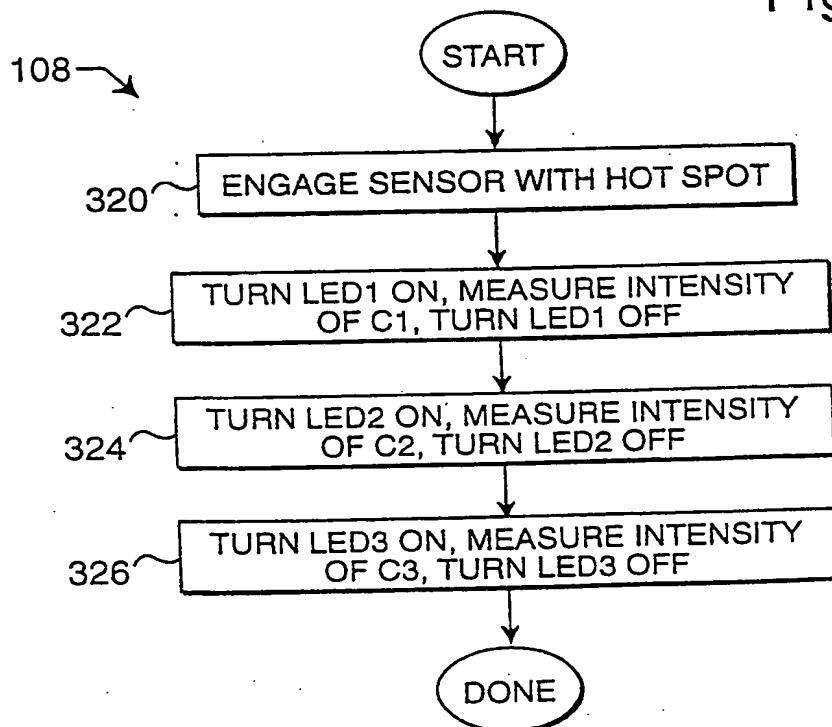 Fig
START
108
320
ENGAGE SENSOR WITH HOT SPOT
322
TURN LED1 ON, MEASURE INTENSITY
OF C1, TURN LED1 OFF
324
TURN LED2 ON, MEASURE INTENSITY
OF C2, TURN LED2 OFF
326
TURN LED3 ON, MEASURE INTENSITY
OF C3, TURN LED3 OFF
DONE